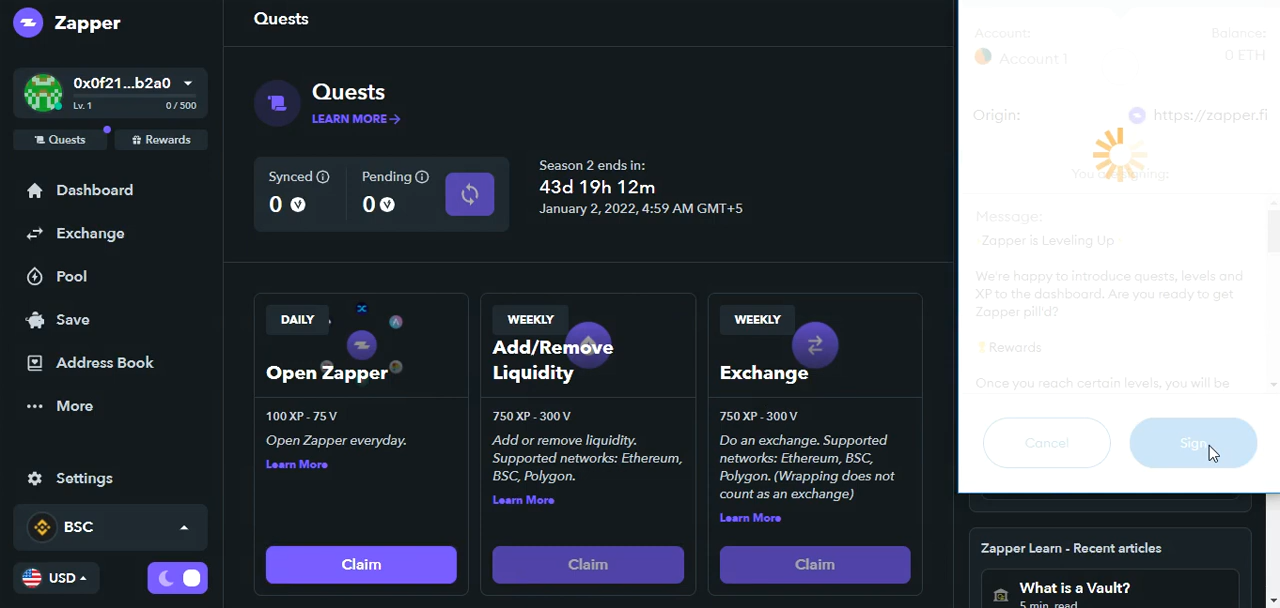 Zapper
0x0f21...b2a0
Lv. 1
0 / 500
Quests
Rewards
Dashboard
Exchange
Pool
Save
Address Book
More
Settings
BSC
USD
Quests
Quests
LEARN MORE
Synced
0
Pending
0
Season 2 ends in:
43d 19h 12m
January 2, 2022, 4:59 AM GMT+5
DAILY
Open Zapper
100 XP - 75 V
Open Zapper everyday.
Learn More
Claim
WEEKLY
Add/Remove
Liquidity
750 XP - 300 V
Add or remove liquidity.
Supported networks: Ethereum,
BSC, Polygon.
Learn More
Claim
WEEKLY
Exchange
750 XP - 300 V
Do an exchange. Supported
networks: Ethereum, BSC,
Polygon. (Wrapping does not
count as an exchange)
Learn More
Claim
Account:
Balance:
Account 1
0 ETH
Origin:
https://zapper.fi
You are signing:
Message:
Zapper is Leveling Up
We're happy to introduce quests, levels and
XP to the dashboard. Are you ready to get
Zapper pill'd?
Rewards
Once you reach certain levels, you will be
Cancel
Sign
Zapper Learn - Recent articles
What is a Vault?
5 min. read